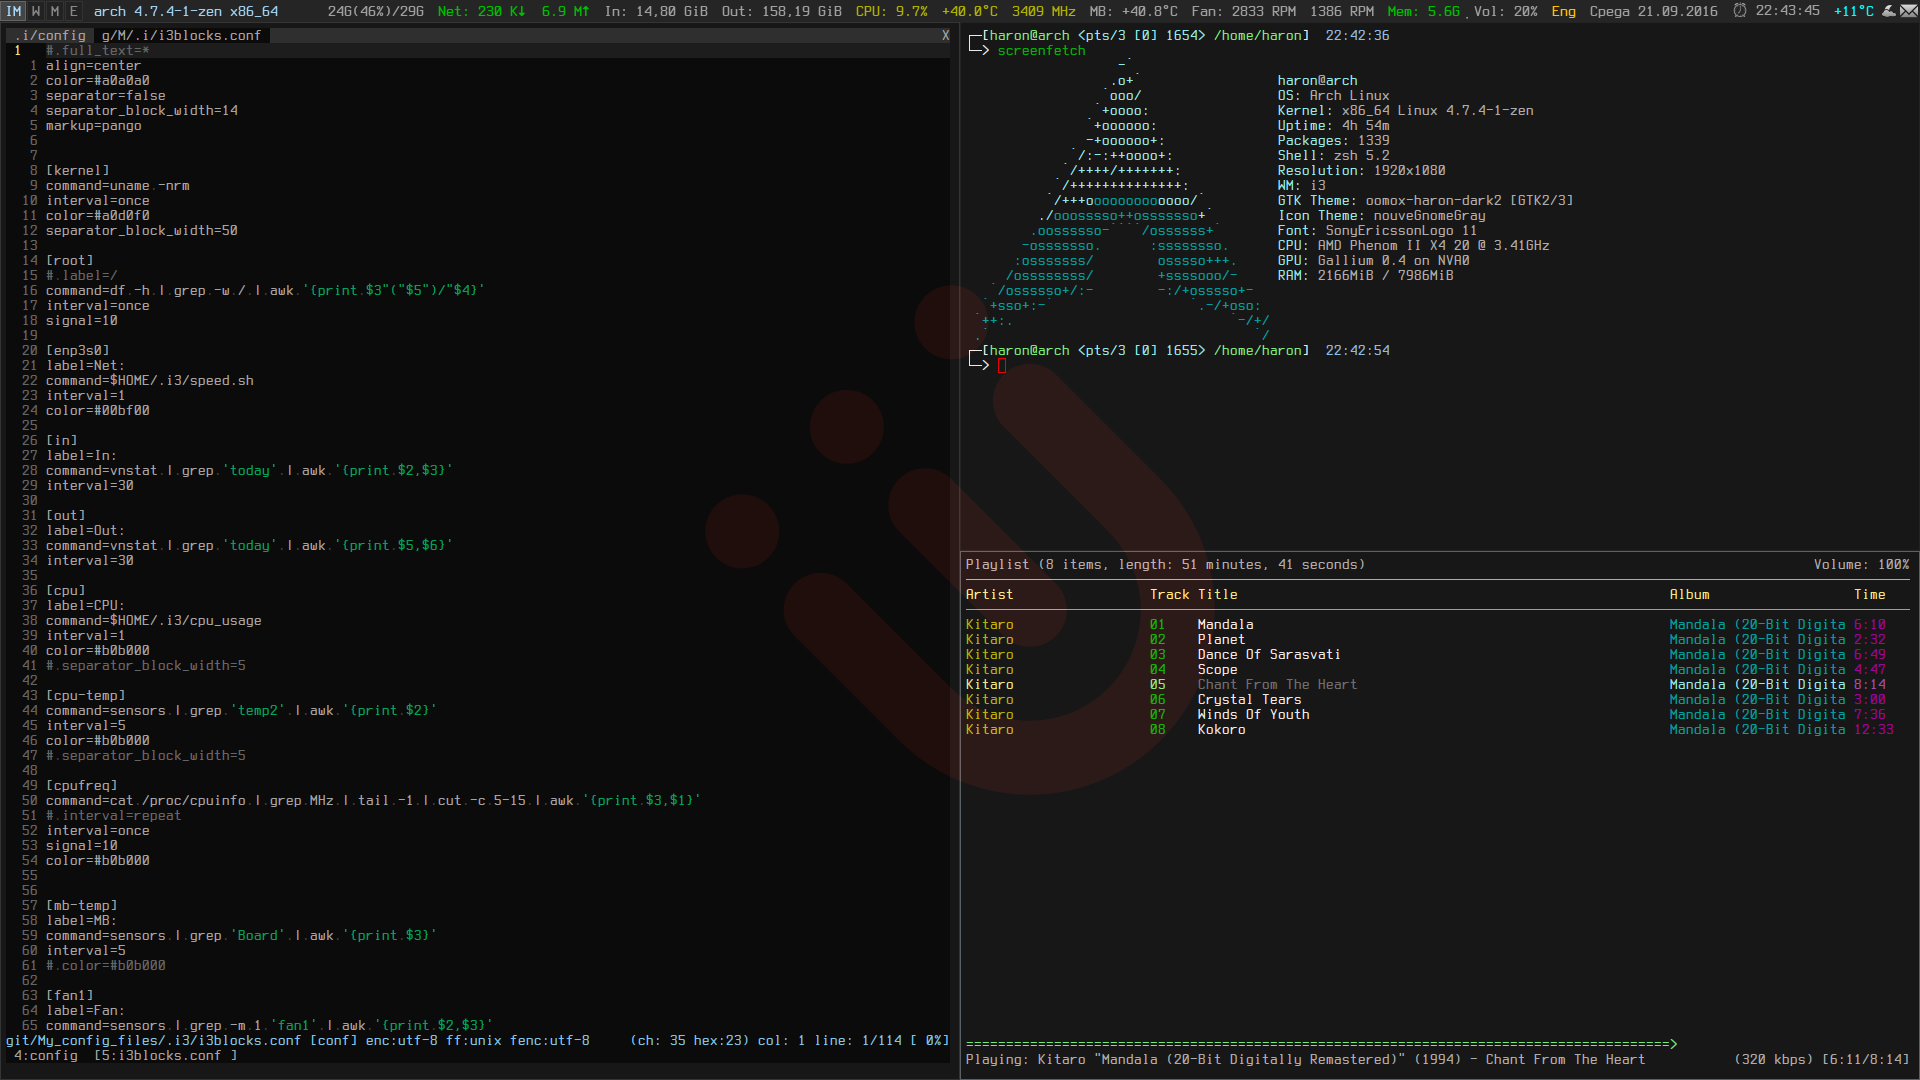 IM W M E arch 4.7.4-1-zen x86_64 24G(46%)/29G Net: 230 K↓ 6.9 M↑ In: 14,80 GiB Out: 158,19 GiB CPU: 9.7% +40.0°C 3409 MHz MB: +40.8°C Fan: 2833 RPM 1386 RPM Mem: 5.6G Vol: 20% Eng Среда 21.09.2016 22:43:45 +11°C
.i/config g/M/.i/i3blocks.conf X
1 #.full_text=*
1 align=center
2 color=#a0a0a0
3 separator=false
4 separator_block_width=14
5 markup=pango
6
7
8 [kernel]
9 command=uname.-nrm
10 interval=once
11 color=#a0d0f0
12 separator_block_width=50
13
14 [root]
15 #.label=/
16 command=df.-h.|.grep.-w./.|.awk.'{print.$3"("$5")/"$4}'
17 interval=once
18 signal=10
19
20 [enp3s0]
21 label=Net:
22 command=$HOME/.i3/speed.sh
23 interval=1
24 color=#00bf00
25
26 [in]
27 label=In:
28 command=vnstat.|.grep.'today'.|.awk.'{print.$2,$3}'
29 interval=30
30
31 [out]
32 label=Out:
33 command=vnstat.|.grep.'today'.|.awk.'{print.$5,$6}'
34 interval=30
35
36 [cpu]
37 label=CPU:
38 command=$HOME/.i3/cpu_usage
39 interval=1
40 color=#b0b000
41 #.separator_block_width=5
42
43 [cpu-temp]
44 command=sensors.|.grep.'temp2'.|.awk.'{print.$2}'
45 interval=5
46 color=#b0b000
47 #.separator_block_width=5
48
49 [cpufreq]
50 command=cat./proc/cpuinfo.|.grep.MHz.|.tail.-1.|.cut.-c.5-15.|.awk.'{print.$3,$1}'
51 #.interval=repeat
52 interval=once
53 signal=10
54 color=#b0b000
55
56
57 [mb-temp]
58 label=MB:
59 command=sensors.|.grep.'Board'.|.awk.'{print.$3}'
60 interval=5
61 #.color=#b0b000
62
63 [fan1]
64 label=Fan:
65 command=sensors.|.grep.-m.1.'fan1'.|.awk.'{print.$2,$3}'
git/My_config_files/.i3/i3blocks.conf [conf] enc:utf-8 ff:unix fenc:utf-8 (ch: 35 hex:23) col: 1 line: 1/114 [ 0%]
4:config [5:i3blocks.conf ]
┌─[haron@arch <pts/3 [0] 1654> /home/haron] 22:42:36
└─> screenfetch
-`
.o+` haron@arch
`ooo/ OS: Arch Linux
`+oooo: Kernel: x86_64 Linux 4.7.4-1-zen
`+oooooo: Uptime: 4h 54m
-+oooooo+: Packages: 1339
`/:-:++oooo+: Shell: zsh 5.2
`/++++/+++++++: Resolution: 1920x1080
`/++++++++++++++: WM: i3
`/+++ooooooooooooo/` GTK Theme: oomox-haron-dark2 [GTK2/3]
./ooosssso++osssssso+` Icon Theme: nouveGnomeGray
.oossssso-````/ossssss+` Font: SonyEricssonLogo 11
-osssssso. :ssssssso. CPU: AMD Phenom II X4 20 @ 3.41GHz
:osssssss/ osssso+++. GPU: Gallium 0.4 on NVA0
/ossssssss/ +ssssooo/- RAM: 2166MiB / 7986MiB
`/ossssso+/:- -:/+osssso+-
`+sso+:-` `.-/+oso:
`++:. `-/+/
.` `/
┌─[haron@arch <pts/3 [0] 1655> /home/haron] 22:42:54
└─>
Playlist (8 items, length: 51 minutes, 41 seconds) Volume: 100%
Artist Track Title Album Time
Kitaro 01 Mandala Mandala (20-Bit Digita 6:10
Kitaro 02 Planet Mandala (20-Bit Digita 2:32
Kitaro 03 Dance Of Sarasvati Mandala (20-Bit Digita 6:49
Kitaro 04 Scope Mandala (20-Bit Digita 4:47
Kitaro 05 Chant From The Heart Mandala (20-Bit Digita 8:14
Kitaro 06 Crystal Tears Mandala (20-Bit Digita 3:00
Kitaro 07 Winds Of Youth Mandala (20-Bit Digita 7:36
Kitaro 08 Kokoro Mandala (20-Bit Digita 12:33
Playing: Kitaro "Mandala (20-Bit Digitally Remastered)" (1994) - Chant From The Heart (320 kbps) [6:11/8:14]